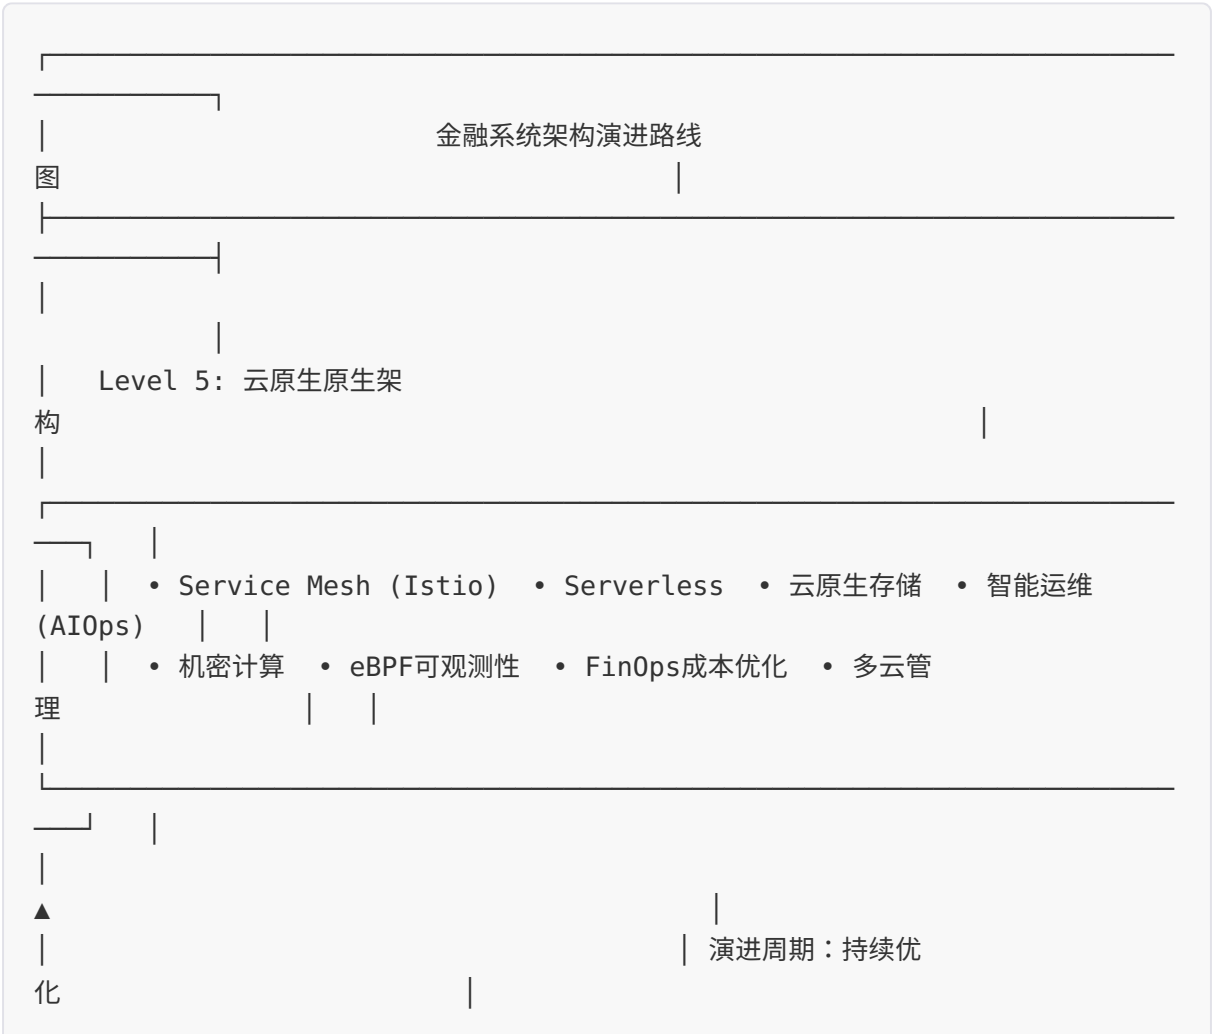 ┌──────────────────────────────────────────────────────────────────────
───────────┐
│                        金融系统架构演进路线
图                                      │
├──────────────────────────────────────────────────────────────────────
───────────┤
│
           │
│   Level 5: 云原生原生架
构                                                         │
│
┌──────────────────────────────────────────────────────────────────────
───┐   │
│   │  • Service Mesh (Istio)  • Serverless  • 云原生存储  • 智能运维
(AIOps)   │   │
│   │  • 机密计算  • eBPF可观测性  • FinOps成本优化  • 多云管
理               │   │
│
└──────────────────────────────────────────────────────────────────────
───┘   │
│
▲                                         │
│                                       │ 演进周期：持续优
化                         │